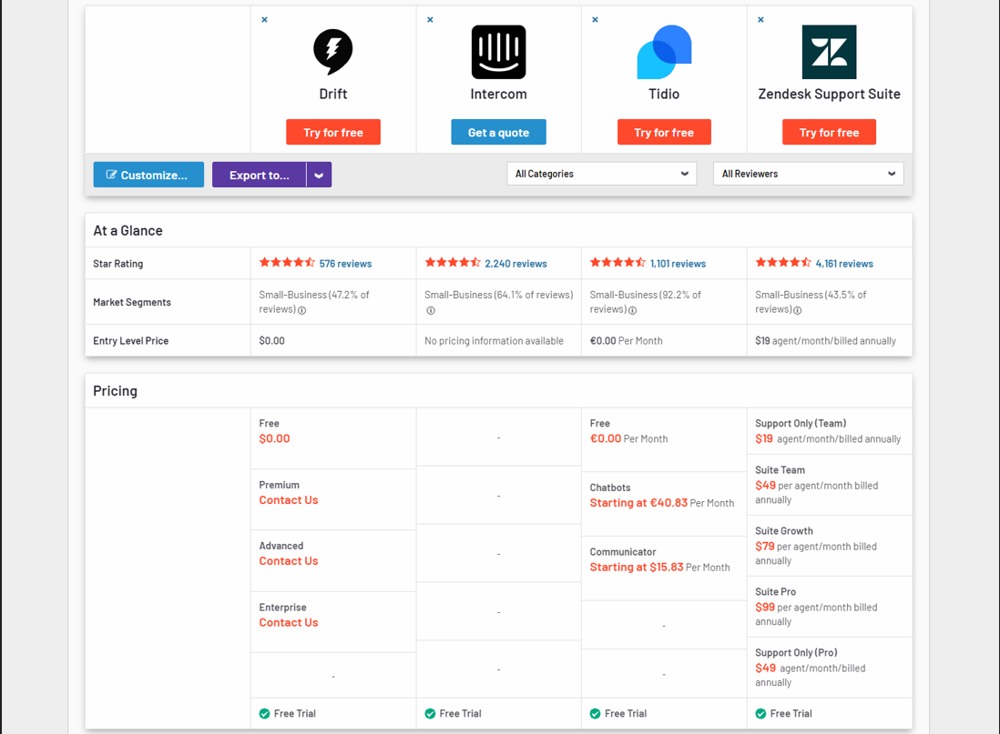 × × × ×
Drift Intercom Tidio Zendesk Support Suite
Try for free Get a quote Try for free Try for free
Customize... Export to... All Categories All Reviewers
At a Glance
Star Rating 576 reviews 2,240 reviews 1,101 reviews 4,161 reviews
Market Segments
Small-Business (47.2% of
reviews)
Small-Business (64.1% of reviews)
Small-Business (92.2% of
reviews)
Small-Business (43.5% of
reviews)
Entry Level Price $0.00 No pricing information available €0.00 Per Month $19 agent/month/billed annually
Pricing
Free
$0.00
Premium
Contact Us
Advanced
Contact Us
Enterprise
Contact Us
-
Free Trial
-
-
-
-
-
Free Trial
Free
€0.00 Per Month
Chatbots
Starting at €40.83 Per Month
Communicator
Starting at $15.83 Per Month
-
-
Free Trial
Support Only (Team)
$19 agent/month/billed annually
Suite Team
$49 per agent/month billed
annually
Suite Growth
$79 per agent/month billed
annually
Suite Pro
$99 per agent/month billed
annually
Support Only (Pro)
$49 agent/month/billed
annually
Free Trial